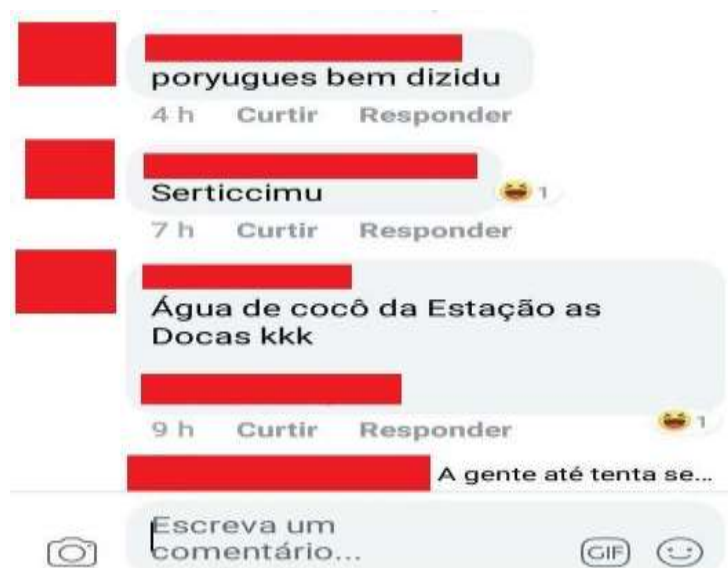 poryugues bem dizidu
4 h Curtir Responder
Serticcimu
1
7 h Curtir Responder
Água de cocô da Estação as
Docas kkk
1
9 h Curtir Responder
A gente até tenta se...
Escreva um
comentário...
GIF